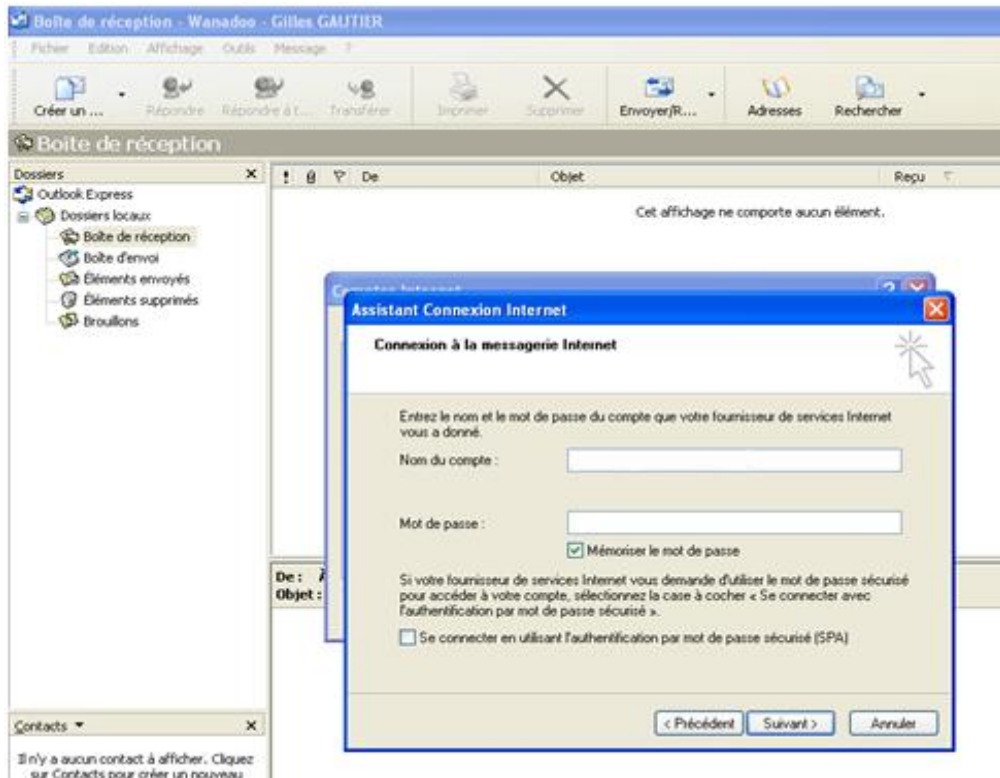 Boîte de réception - Wanadoo - Gilles GAUTIER
Fichier Edition Affichage Outils Message ?
Créer un ... Répondre Répondre à t... Transférer Imprimer Supprimer Envoyer/R... Adresses Rechercher
Boîte de réception
Dossiers
! De Objet Reçu
Outlook Express
Cet affichage ne comporte aucun élément.
Dossiers locaux
Boîte de réception
Boîte d'envoi
Éléments envoyés
Éléments supprimés
Brouillons
Assistant Connexion Internet
Connexion à la messagerie Internet
Entrez le nom et le mot de passe du compte que votre fournisseur de services Internet
vous a donné.
Nom du compte :
Mot de passe :
Mémoriser le mot de passe
Si votre fournisseur de services Internet vous demande d'utiliser le mot de passe sécurisé
pour accéder à votre compte, sélectionnez la case à cocher « Se connecter avec
l'authentification par mot de passe sécurisé ».
Se connecter en utilisant l'authentification par mot de passe sécurisé (SPA)
< Précédent Suivant > Annuler
De : À
Objet :
Contacts
Il n'y a aucun contact à afficher. Cliquez
sur Contacts pour créer un nouveau